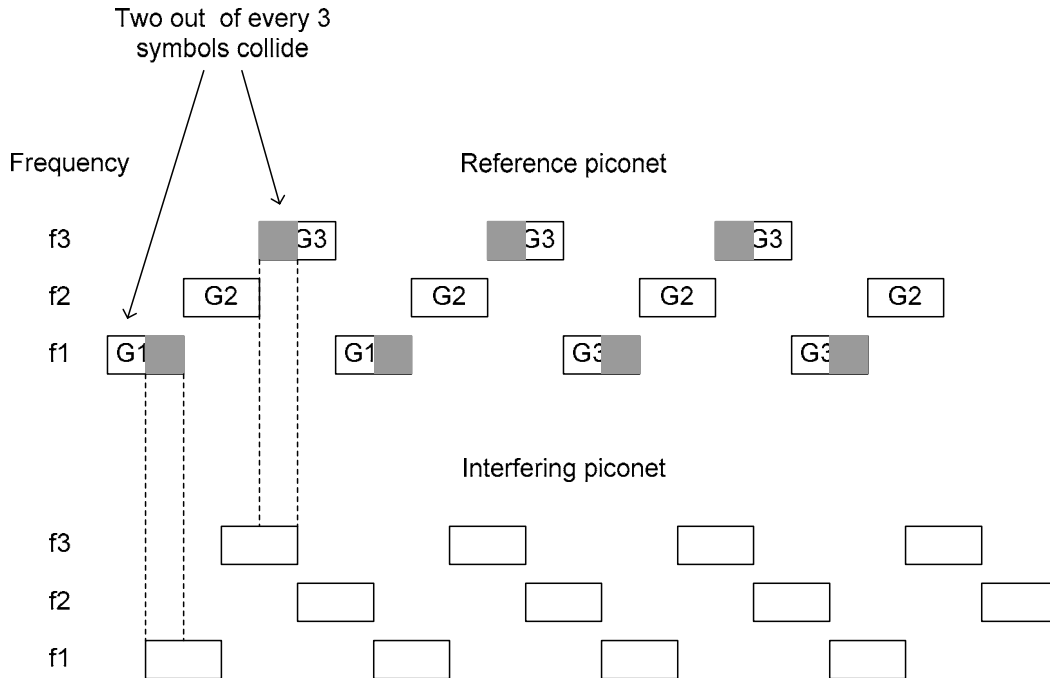 Two out of every 3
symbols collide
Frequency
Reference piconet
f3
G3
G3
G3
f2
G2
G2
G2
G2
f1
G1
G1
G3
G3
Interfering piconet
f3
f2
f1